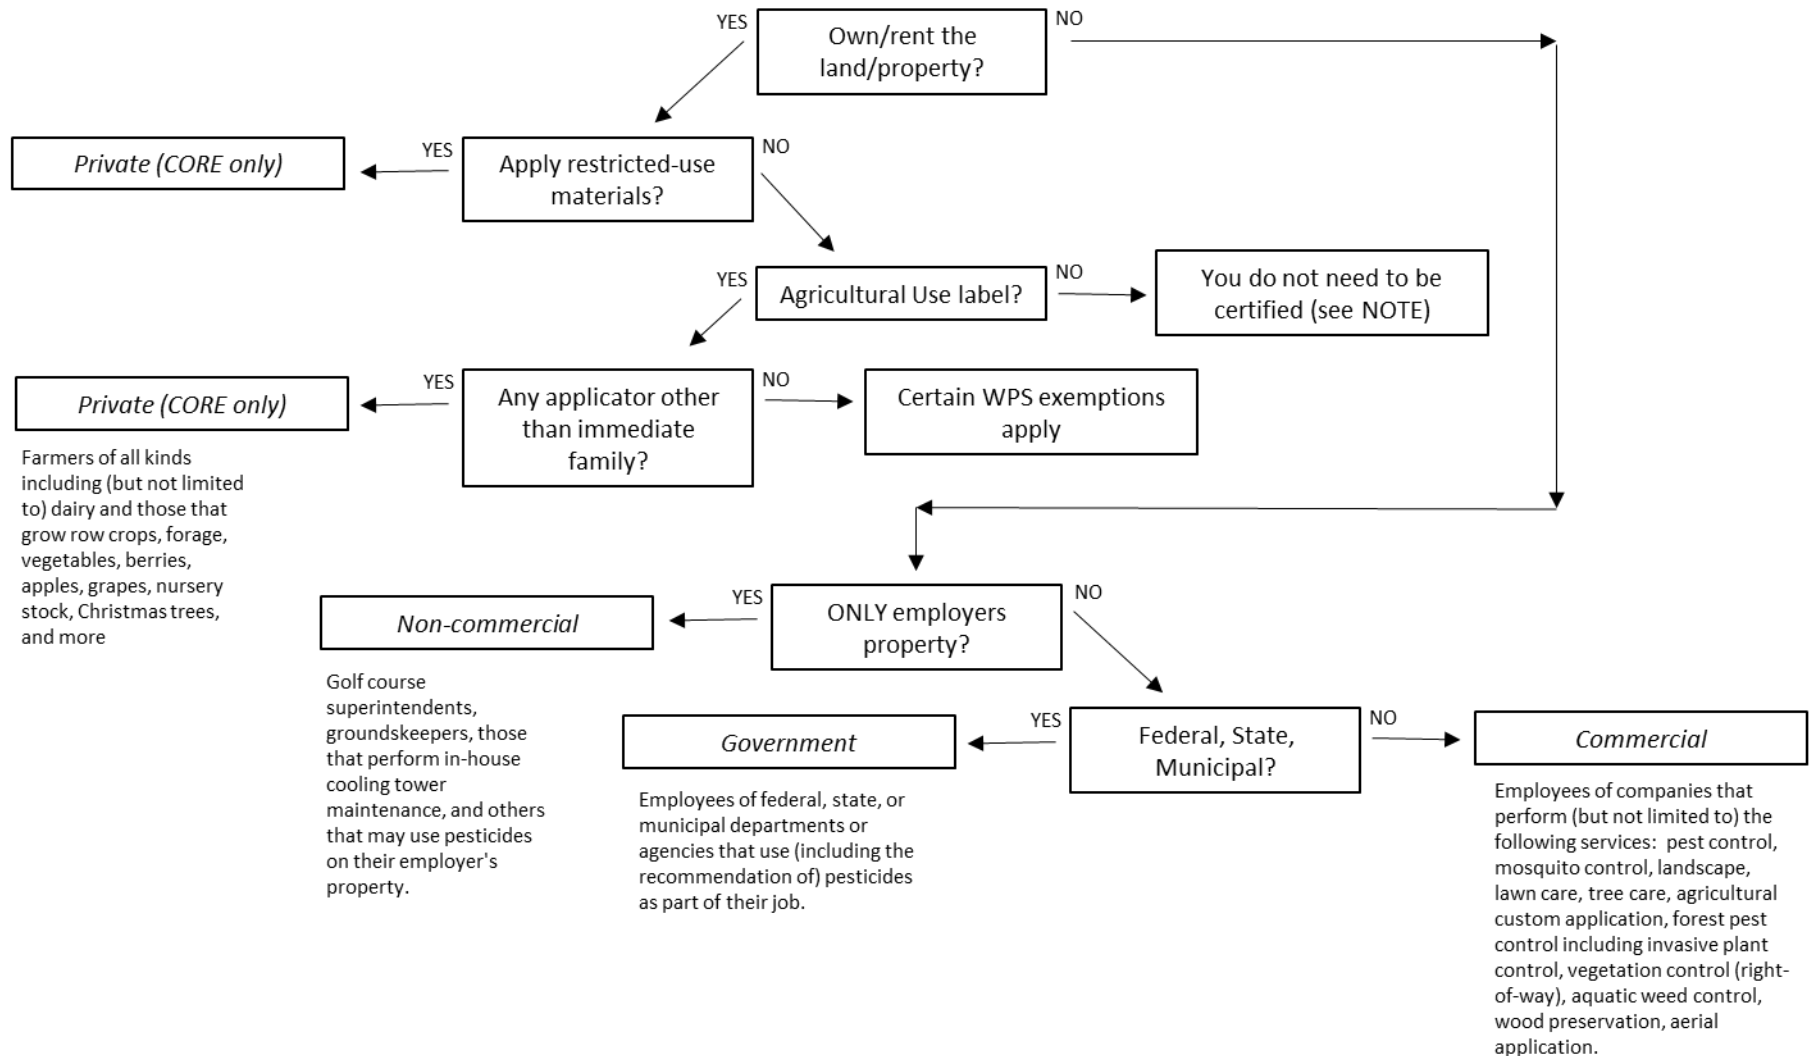 YES
Own/rent the
land/property?
NO
Private (CORE only)
YES
Apply restricted-use
materials?
NO
YES
Agricultural Use label?
NO
You do not need to be
certified (see NOTE)
Private (CORE only)
YES
Any applicator other
than immediate
family?
NO
Certain WPS exemptions
apply
Farmers of all kinds
including (but not limited
to) dairy and those that
grow row crops, forage,
vegetables, berries,
apples, grapes, nursery
stock, Christmas trees,
and more
Non-commercial
YES
ONLY employers
property?
NO
Golf course
superintendents,
groundskeepers, those
that perform in-house
cooling tower
maintenance, and others
that may use pesticides
on their employer's
property.
Government
YES
Federal, State,
Municipal?
NO
Commercial
Employees of federal, state, or
municipal departments or
agencies that use (including the
recommendation of) pesticides
as part of their job.
Employees of companies that
perform (but not limited to) the
following services:  pest control,
mosquito control, landscape,
lawn care, tree care, agricultural
custom application, forest pest
control including invasive plant
control, vegetation control (right-
of-way), aquatic weed control,
wood preservation, aerial
application.